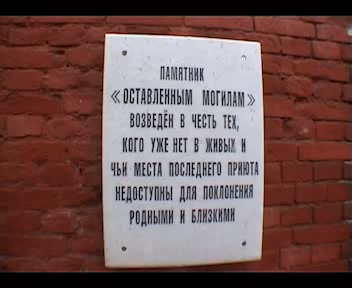 ПАМЯТНИК
«ОСТАВЛЕННЫМ МОГИЛАМ»
ВОЗВЕДЁН В ЧЕСТЬ ТЕХ,
КОГО УЖЕ НЕТ В ЖИВЫХ И
ЧЬИ МЕСТА ПОСЛЕДНЕГО ПРИЮТА
НЕДОСТУПНЫ ДЛЯ ПОКЛОНЕНИЯ
РОДНЫМИ И БЛИЗКИМИ